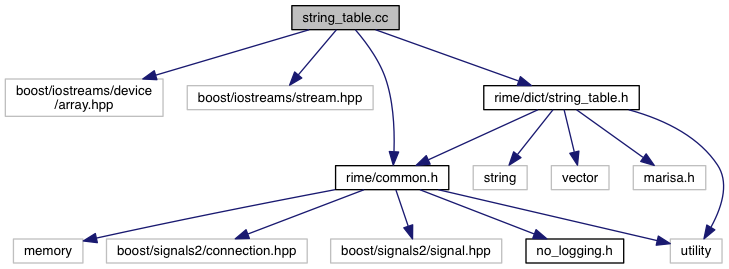 string_table.cc
boost/iostreams/device
/array.hpp
boost/iostreams/stream.hpp
rime/dict/string_table.h
rime/common.h
string
vector
marisa.h
memory
boost/signals2/connection.hpp
boost/signals2/signal.hpp
no_logging.h
utility